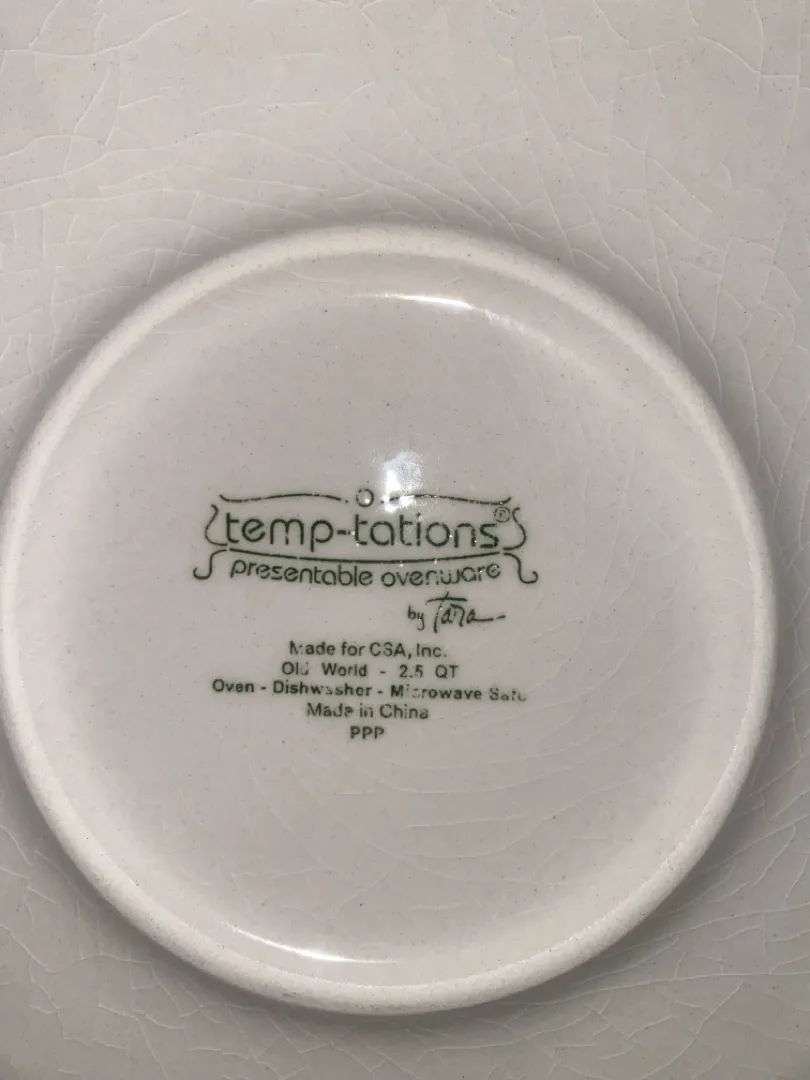 temp-tations®
presentable ovenware
by Tara
Made for CSA, Inc.
Old World - 2.5 QT
Oven - Dishwasher - Microwave Safe
Made in China
PPP